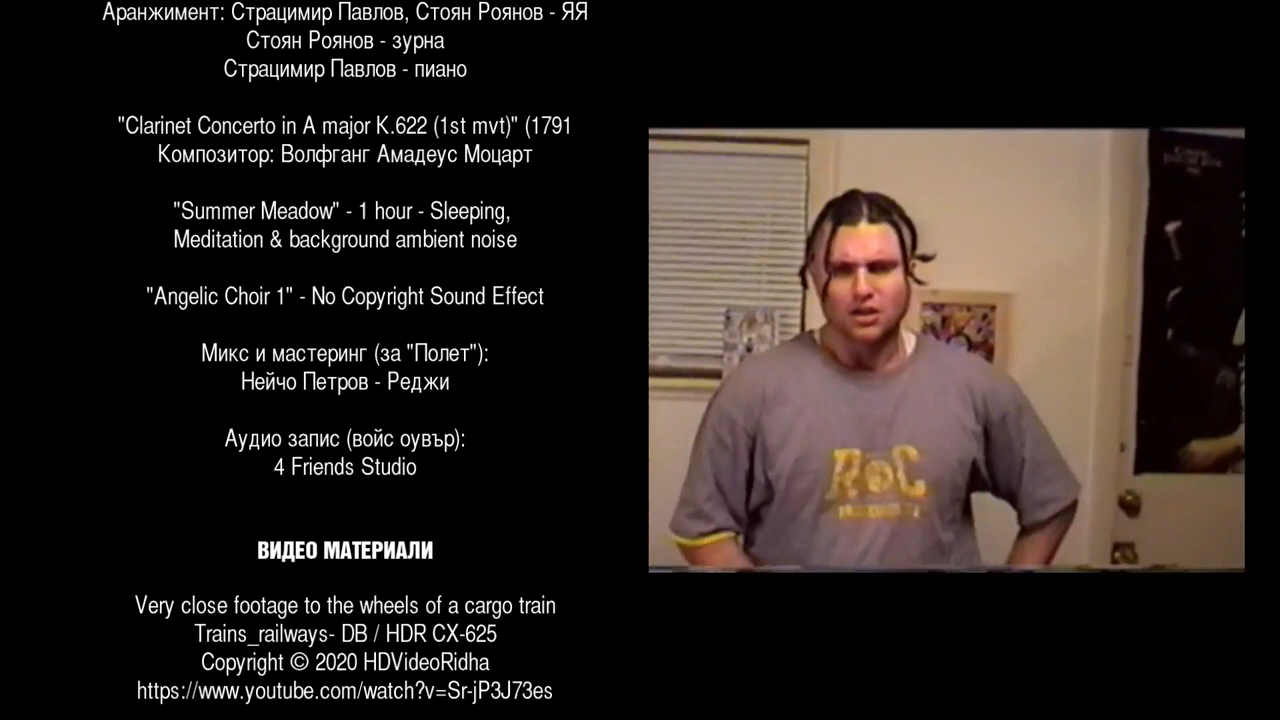 Аранжимент: Страцимир Павлов, Стоян Роянов - ЯЯ
Стоян Роянов - зурна
Страцимир Павлов - пиано
"Clarinet Concerto in A major K.622 (1st mvt)" (1791
Композитор: Волфганг Амадеус Моцарт
"Summer Meadow" - 1 hour - Sleeping,
Meditation & background ambient noise
"Angelic Choir 1" - No Copyright Sound Effect
Микс и мастеринг (за "Полет"):
Нейчо Петров - Реджи
Аудио запис (войс оувър):
4 Friends Studio
ВИДЕО МАТЕРИАЛИ
Very close footage to the wheels of a cargo train
Trains_railways- DB / HDR CX-625
Copyright © 2020 HDVideoRidha
https://www.youtube.com/watch?v=Sr-jP3J73es